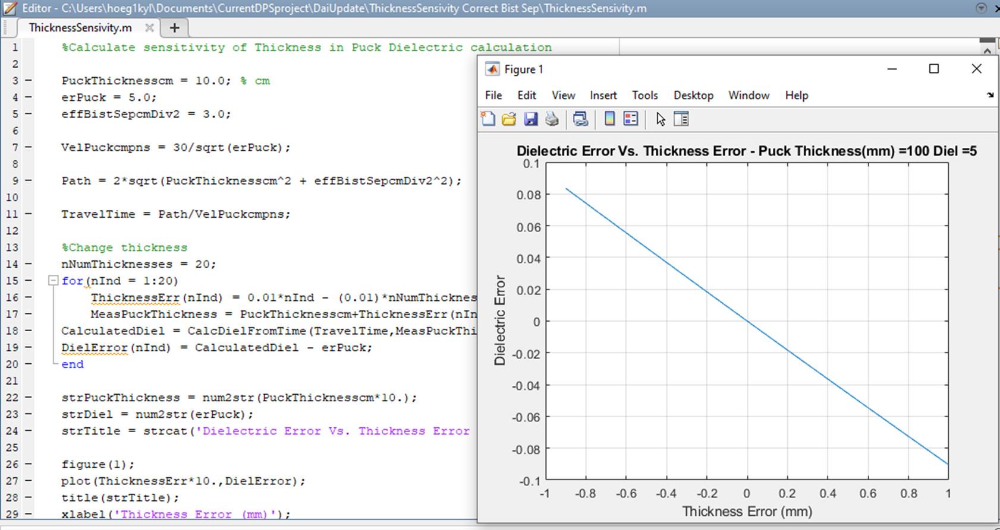 Editor - C:\Users\hoeg1kyl\Documents\CurrentDPSproject\DaiUpdate\ThicknessSensivity Correct Bist Sep\ThicknessSensivity.m
ThicknessSensivity.m
1 %Calculate sensitivity of Thickness in Puck Dielectric calculation
2
3 - PuckThicknesscm = 10.0; % cm
4 - erPuck = 5.0;
5 - effBistSepcmDiv2 = 3.0;
6
7 - VelPuckcmpns = 30/sqrt(erPuck);
8
9 - Path = 2*sqrt(PuckThicknesscm^2 + effBistSepcmDiv2^2);
10
11 - TravelTime = Path/VelPuckcmpns;
12
13 %Change thickness
14 - nNumThicknesses = 20;
15 - for(nInd = 1:20)
16 - ThicknessErr(nInd) = 0.01*nInd - (0.01)*nNumThicknes
17 - MeasPuckThickness = PuckThicknesscm+ThicknessErr(nIn
18 - CalculatedDiel = CalcDielFromTime(TravelTime,MeasPuckThi
19 - DielError(nInd) = CalculatedDiel - erPuck;
20 - end
21
22 - strPuckThickness = num2str(PuckThicknesscm*10.);
23 - strDiel = num2str(erPuck);
24 - strTitle = strcat('Dielectric Error Vs. Thickness Error
25
26 - figure(1);
27 - plot(ThicknessErr*10.,DielError);
28 - title(strTitle);
29 - xlabel('Thickness Error (mm)');
Figure 1
File Edit View Insert Tools Desktop Window Help
Dielectric Error Vs. Thickness Error - Puck Thickness(mm) =100 Diel =5
0.1
0.08
0.06
0.04
0.02
0
-0.02
-0.04
-0.06
-0.08
-0.1
Dielectric Error
-1 -0.8 -0.6 -0.4 -0.2 0 0.2 0.4 0.6 0.8 1
Thickness Error (mm)